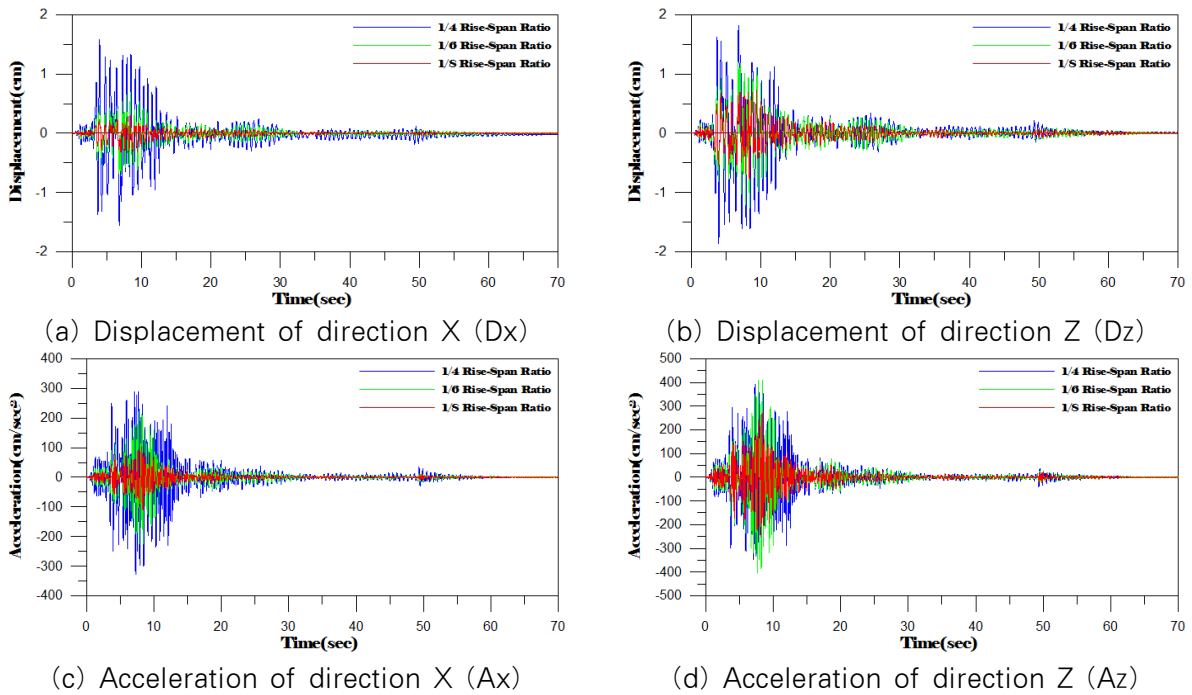 2
1
0
-1
2
Displacement(cm)
1/4 Rise-Span Ratio
1/6 Rise-Span Ratio
1/S Rise-Span Ratio
0 10 20 30 40 50 60 70
Time(sec)
(a) Displacement of direction X (Dx)
2
1
0
-1
2
Displacement(cm)
1/4 Rise-Span Ratio
1/6 Rise-Span Ratio
1/S Rise-Span Ratio
0 10 20 30 40 50 60 70
Time(sec)
(b) Displacement of direction Z (Dz)
400
300
200
100
0
-100
-200
-300
-400
Acceleration(cm/sec²)
1/4 Rise-Span Ratio
1/6 Rise-Span Ratio
1/S Rise-Span Ratio
0 10 20 30 40 50 60 70
Time(sec)
(c) Acceleration of direction X (Ax)
500
400
300
200
100
0
-100
-200
-300
-400
-500
Acceleration(cm/sec²)
1/4 Rise-Span Ratio
1/6 Rise-Span Ratio
1/S Rise-Span Ratio
0 10 20 30 40 50 60 70
Time(sec)
(d) Acceleration of direction Z (Az)